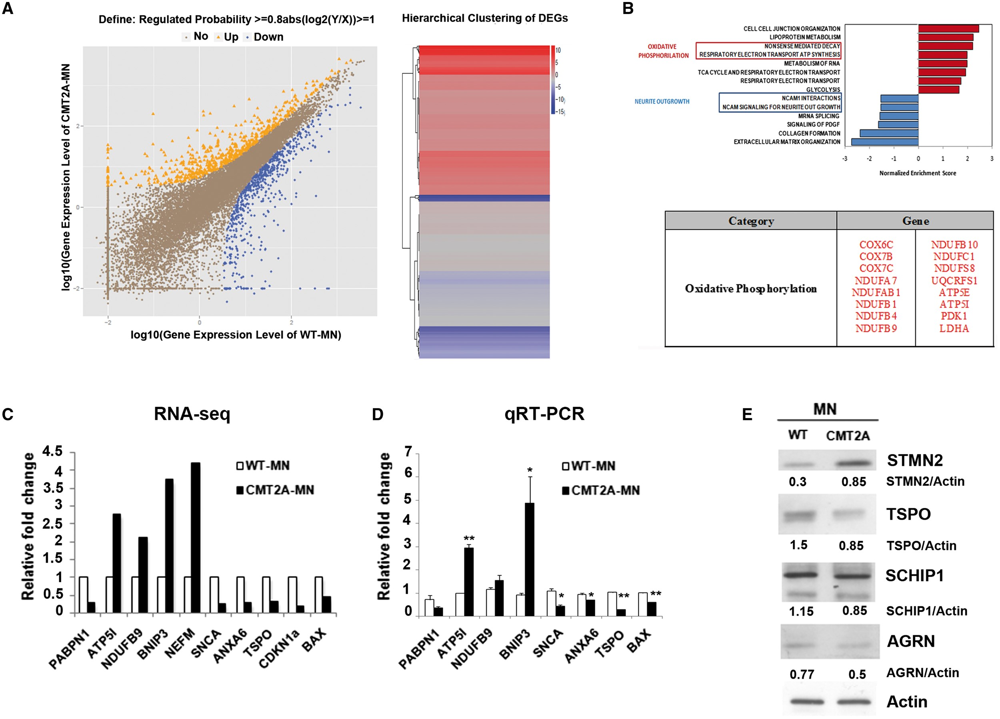 A
Define: Regulated Probability >=0.8abs(log2(Y/X))>=1
No Up Down
log10(Gene Expression Level of CMT2A-MN)
2
0
−2
−2 0 2
log10(Gene Expression Level of WT-MN)
Hierarchical Clustering of DEGs
10
5
0
−5
−10
−15
B
CELL CELL JUNCTION ORGANIZATION
LIPOPROTEIN METABOLISM
NONSENSE MEDIATED DECAY
RESPIRATORY ELECTRON TRANSPORT ATP SYNTHESIS
METABOLISM OF RNA
TCA CYCLE AND RESPIRATORY ELECTRON TRANSPORT
RESPIRATORY ELECTRON TRANSPORT
GLYCOLYSIS
NCAM1 INTERACTIONS
NCAM SIGNALING FOR NEURITE OUT GROWTH
MRNA SPLICING
SIGNALING OF PDGF
COLLAGEN FORMATION
EXTRACELLULAR MATRIX ORGANIZATION
OXIDATIVE
PHOSPHORILATION
NEURITE OUTGROWTH
-3 -2 -1 0 1 2 3
Normalized Enrichment Score
Category Gene
Oxidative Phosphorylation
COX6C NDUFB10
COX7B NDUFC1
COX7C NDUFS8
NDUFA7 UQCRFS1
NDUFAB1 ATP5E
NDUFB1 ATP5I
NDUFB4 PDK1
NDUFB9 LDHA
C
RNA-seq
Relative fold change
4.5
4
3.5
3
2.5
2
1.5
1
0.5
0
WT-MN
CMT2A-MN
PABPN1 ATP5I NDUFB9 BNIP3 NEFM SNCA ANXA6 TSPO CDKN1a BAX
D
qRT-PCR
Relative fold change
7
6
5
4
3
2
1
0
WT-MN
CMT2A-MN
** * * * ** **
PABPN1 ATP5I NDUFB9 BNIP3 SNCA ANXA6 TSPO BAX
E
MN
WT CMT2A
STMN2
0.3 0.85 STMN2/Actin
TSPO
1.5 0.85 TSPO/Actin
SCHIP1
1.15 0.85 SCHIP1/Actin
AGRN
0.77 0.5 AGRN/Actin
Actin